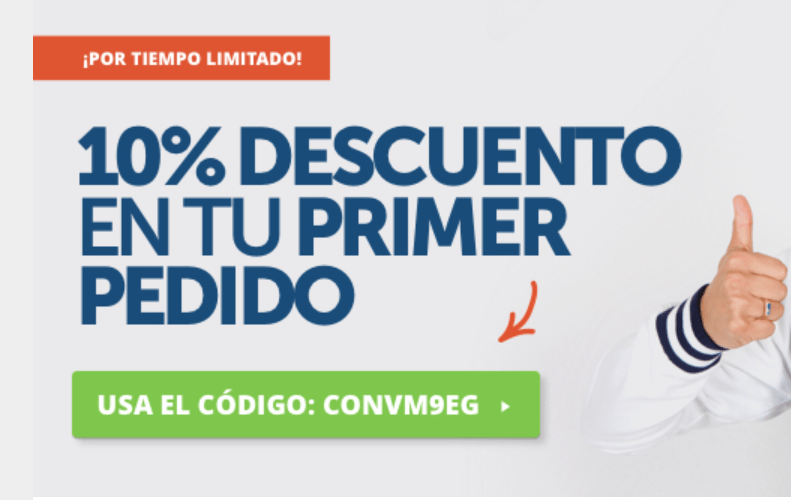 ¡POR TIEMPO LIMITADO!
10% DESCUENTO
EN TU PRIMER
PEDIDO
USA EL CÓDIGO: CONVM9EG